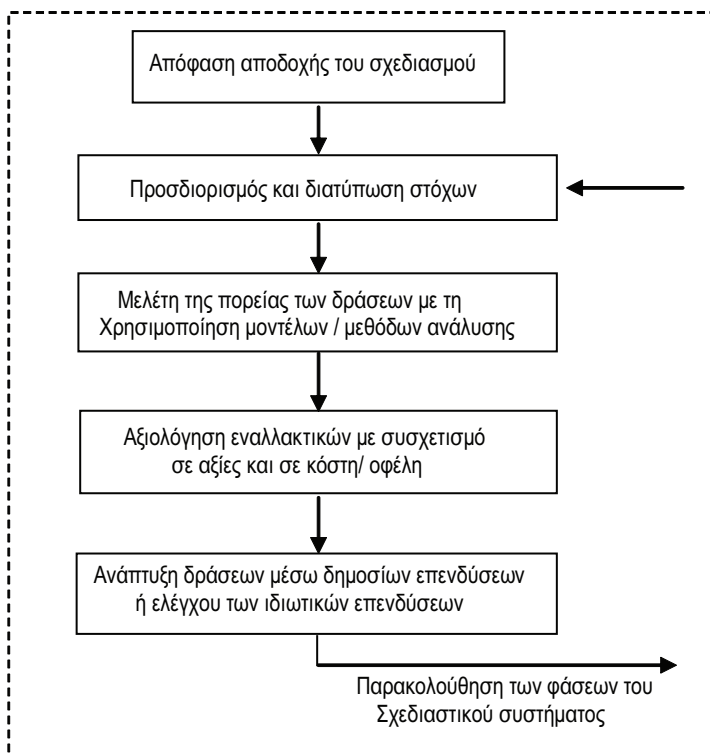 Απόφαση αποδοχής του σχεδιασμού
Προσδιορισμός και διατύπωση στόχων
Μελέτη της πορείας των δράσεων με τη
Χρησιμοποίηση μοντέλων / μεθόδων ανάλυσης
Αξιολόγηση εναλλακτικών με συσχετισμό
σε αξίες και σε κόστη/ οφέλη
Ανάπτυξη δράσεων μέσω δημοσίων επενδύσεων
ή ελέγχου των ιδιωτικών επενδύσεων
Παρακολούθηση των φάσεων του
Σχεδιαστικού συστήματος